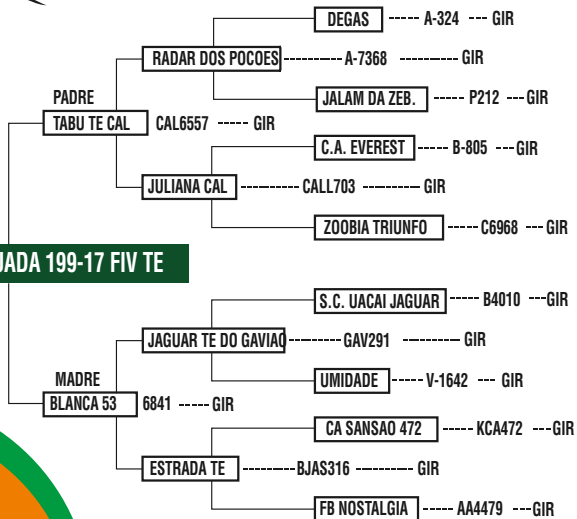 DEGAS ----- A-324 --- GIR
RADAR DOS POCOES ---------- A-7368 ---------- GIR
JALAM DA ZEB. ----- P212 --- GIR
PADRE
TABU TE CAL CAL6557 ----- GIR
C.A. EVEREST ----- B-805 ---GIR
JULIANA CAL ---------- CALL703 ---------- GIR
ZOOBIA TRIUNFO ----- C6968 --- GIR
199-17 FIV TE
S.C. UACAI JAGUAR ----- B4010 ---GIR
JAGUAR TE DO GAVIAO ---------GAV291 --------- GIR
MADRE
UMIDADE ----- V-1642 --- GIR
BLANCA 53 6841 ----- GIR
CA SANSAO 472 ----- KCA472 ---GIR
ESTRADA TE ---------BJAS316 ---------- GIR
FB NOSTALGIA ----- AA4479 ---GIR